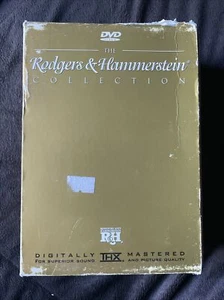 DVD
THE
Rodgers & Hammerstein
COLLECTION
R&H
DIGITALLY THX MASTERED
FOR SUPERIOR SOUND AND PICTURE QUALITY